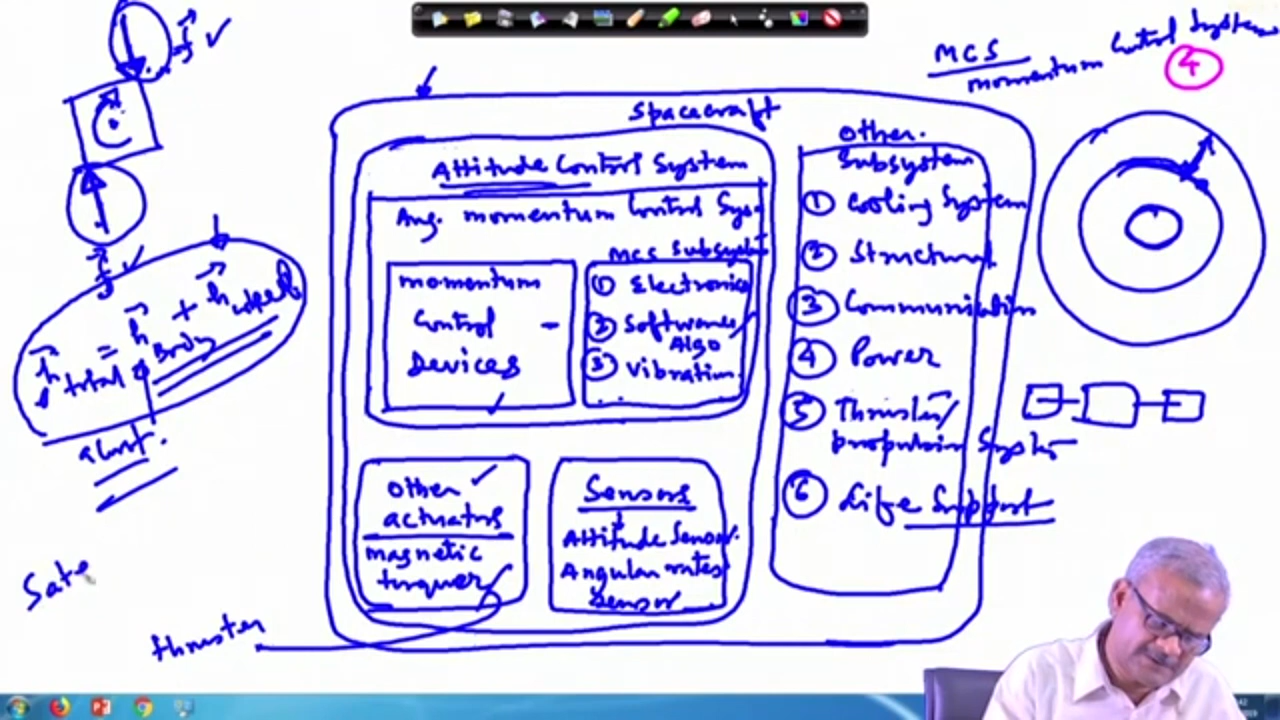 MCS
momentum Control System
4
f ✓
Spacecraft
Attitude Control System
Ang. momentum Control Sys.
momentum
Control
Devices
MCS Subsystem
① Electronics
② Softwares/
Algo
③ Vibration.
Other
actuators
magnetic
torquer
Sensors
Attitude Sensor.
Angular rates
Sensor
Other.
Subsystem
① Cooling System
② Structural
③ Communication
④ Power
⑤ Thruster/
propulsion System
⑥ Life Support
f ✓
h total = h Body + h wheels
Sate
thruster